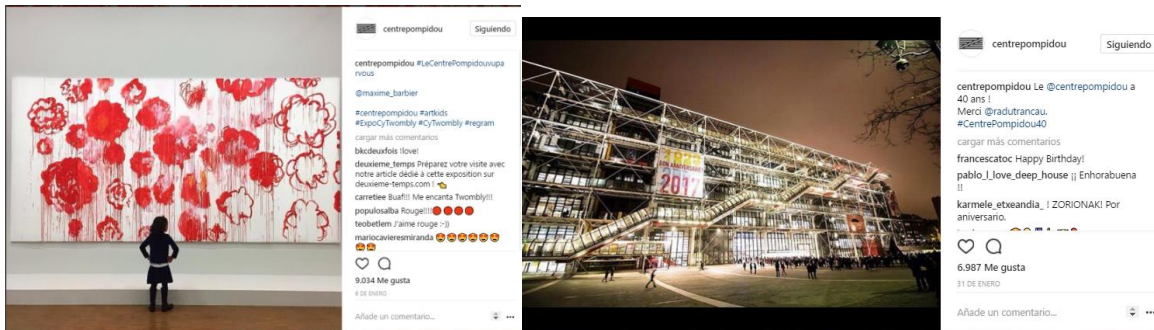 centrepompidou
Siguiendo
centrepompidou #LeCentrePompidouvupa
rvous
@maxime_barbier
#centrepompidou #artkids
#ExpoCyTwombly #CyTwombly #regram
cargar más comentarios
bkcdeuxfois !love!
deuxieme_temps Préparez votre visite avec
notre article dédié à cette exposition sur
deuxieme-temps.com !
carretiee Buaf!!! Me encanta Twombly!!!
populosalba Rouge!!!!
teobetlem J'aime rouge :-))
mariocavieresmiranda
9.034 Me gusta
6 DE ENERO
Añade un comentario...
2017
centrepompidou
Siguiendo
centrepompidou Le @centrepompidou a
40 ans !
Merci @radutrancau.
#CentrePompidou40
cargar más comentarios
francescatoc Happy Birthday!
pablo_l_love_deep_house ¡¡ Enhorabuena
!!
karmele_etxeandia_ ! ZORIONAK! Por
aniversario.
6.987 Me gusta
31 DE ENERO
Añade un comentario...